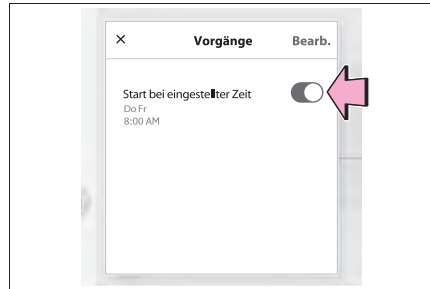 × Vorgänge Bearb.
Start bei eingestellter Zeit
Do Fr
8:00 AM